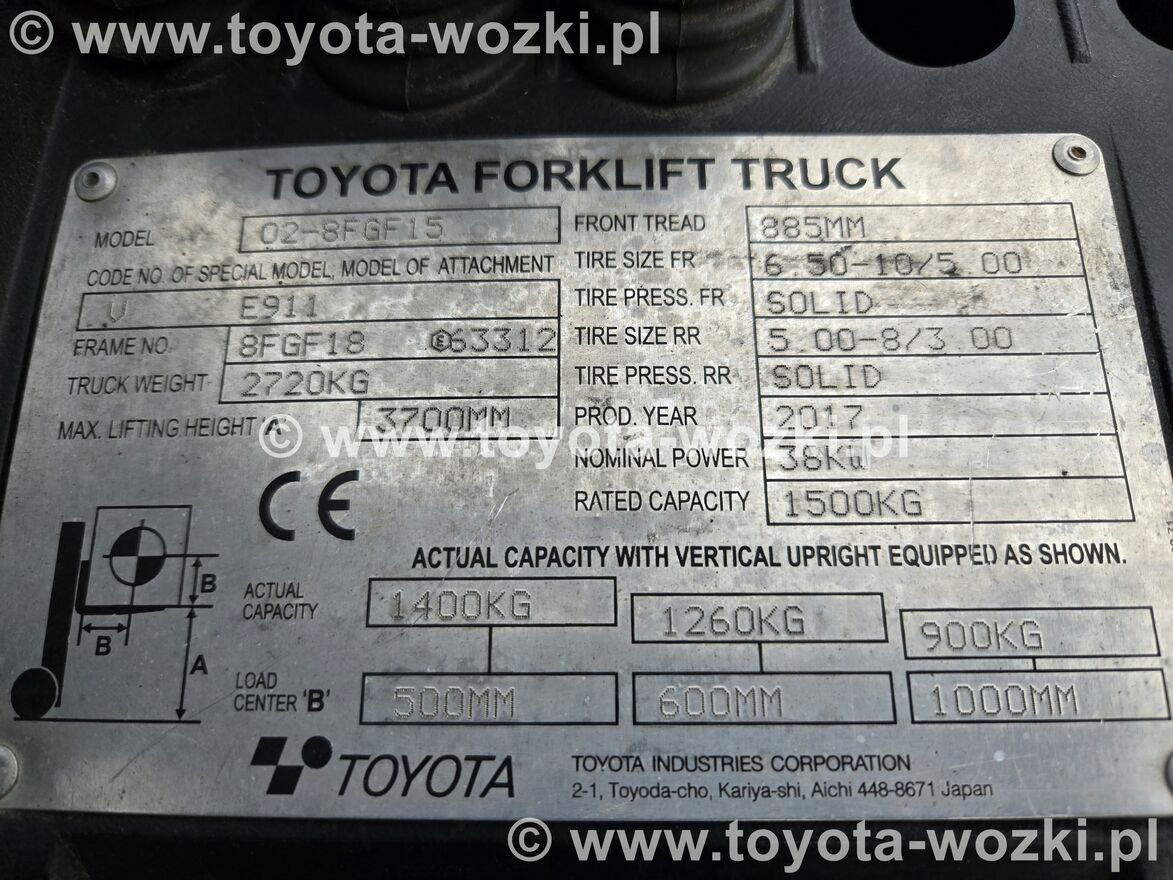 © www.toyota-wozki.pl
TOYOTA FORKLIFT TRUCK
MODEL 02-8FGF15
CODE NO. OF SPECIAL MODEL, MODEL OF ATTACHMENT
V E911
FRAME NO. 8FGF18 Ⓔ63312
TRUCK WEIGHT 2720KG
MAX. LIFTING HEIGHT A 3700MM
FRONT TREAD 885MM
TIRE SIZE FR 6.50-10/5.00
TIRE PRESS. FR SOLID
TIRE SIZE RR 5.00-8/3.00
TIRE PRESS. RR SOLID
PROD. YEAR 2017
NOMINAL POWER 38KW
RATED CAPACITY 1500KG
© www.toyota-wozki.pl
CE
ACTUAL CAPACITY WITH VERTICAL UPRIGHT EQUIPPED AS SHOWN.
B
B
A
ACTUAL CAPACITY 1400KG 1260KG 900KG
LOAD CENTER 'B' 500MM 600MM 1000MM
TOYOTA
TOYOTA INDUSTRIES CORPORATION
2-1, Toyoda-cho, Kariya-shi, Aichi 448-8671 Japan
© www.toyota-wozki.pl